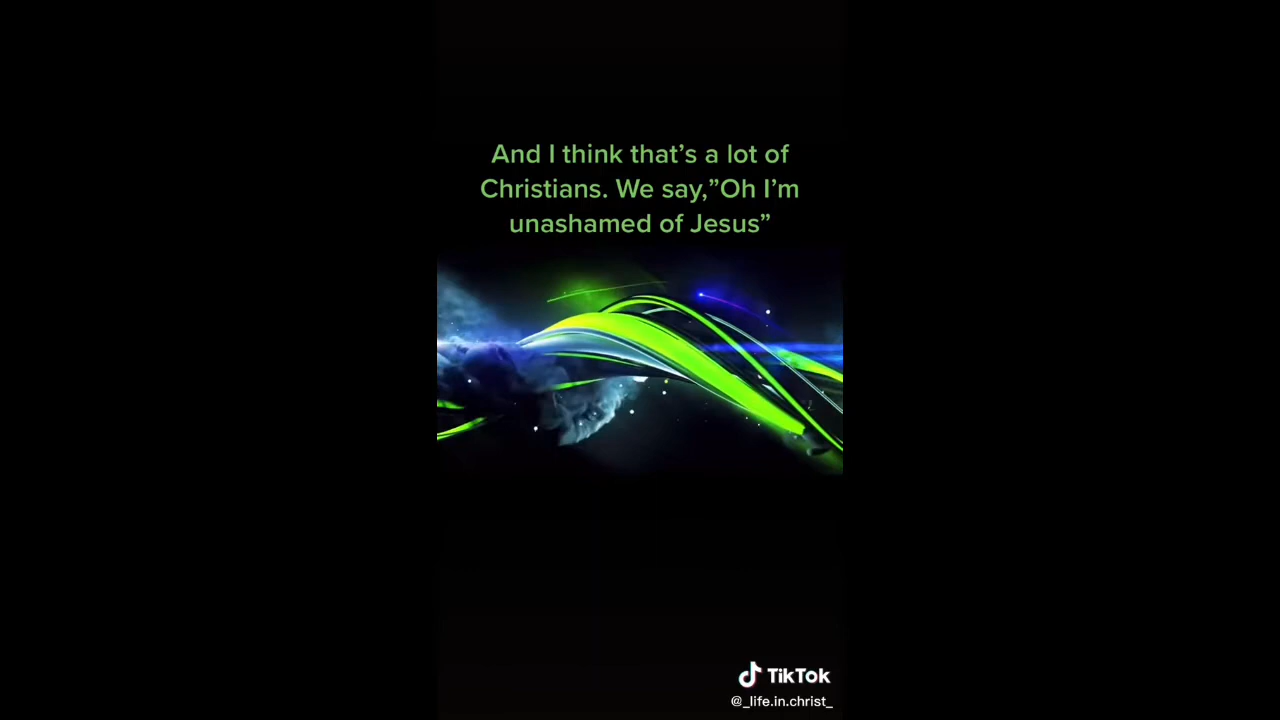 And I think that’s a lot of
Christians. We say,”Oh I’m
unashamed of Jesus”
TikTok
@_life.in.christ_